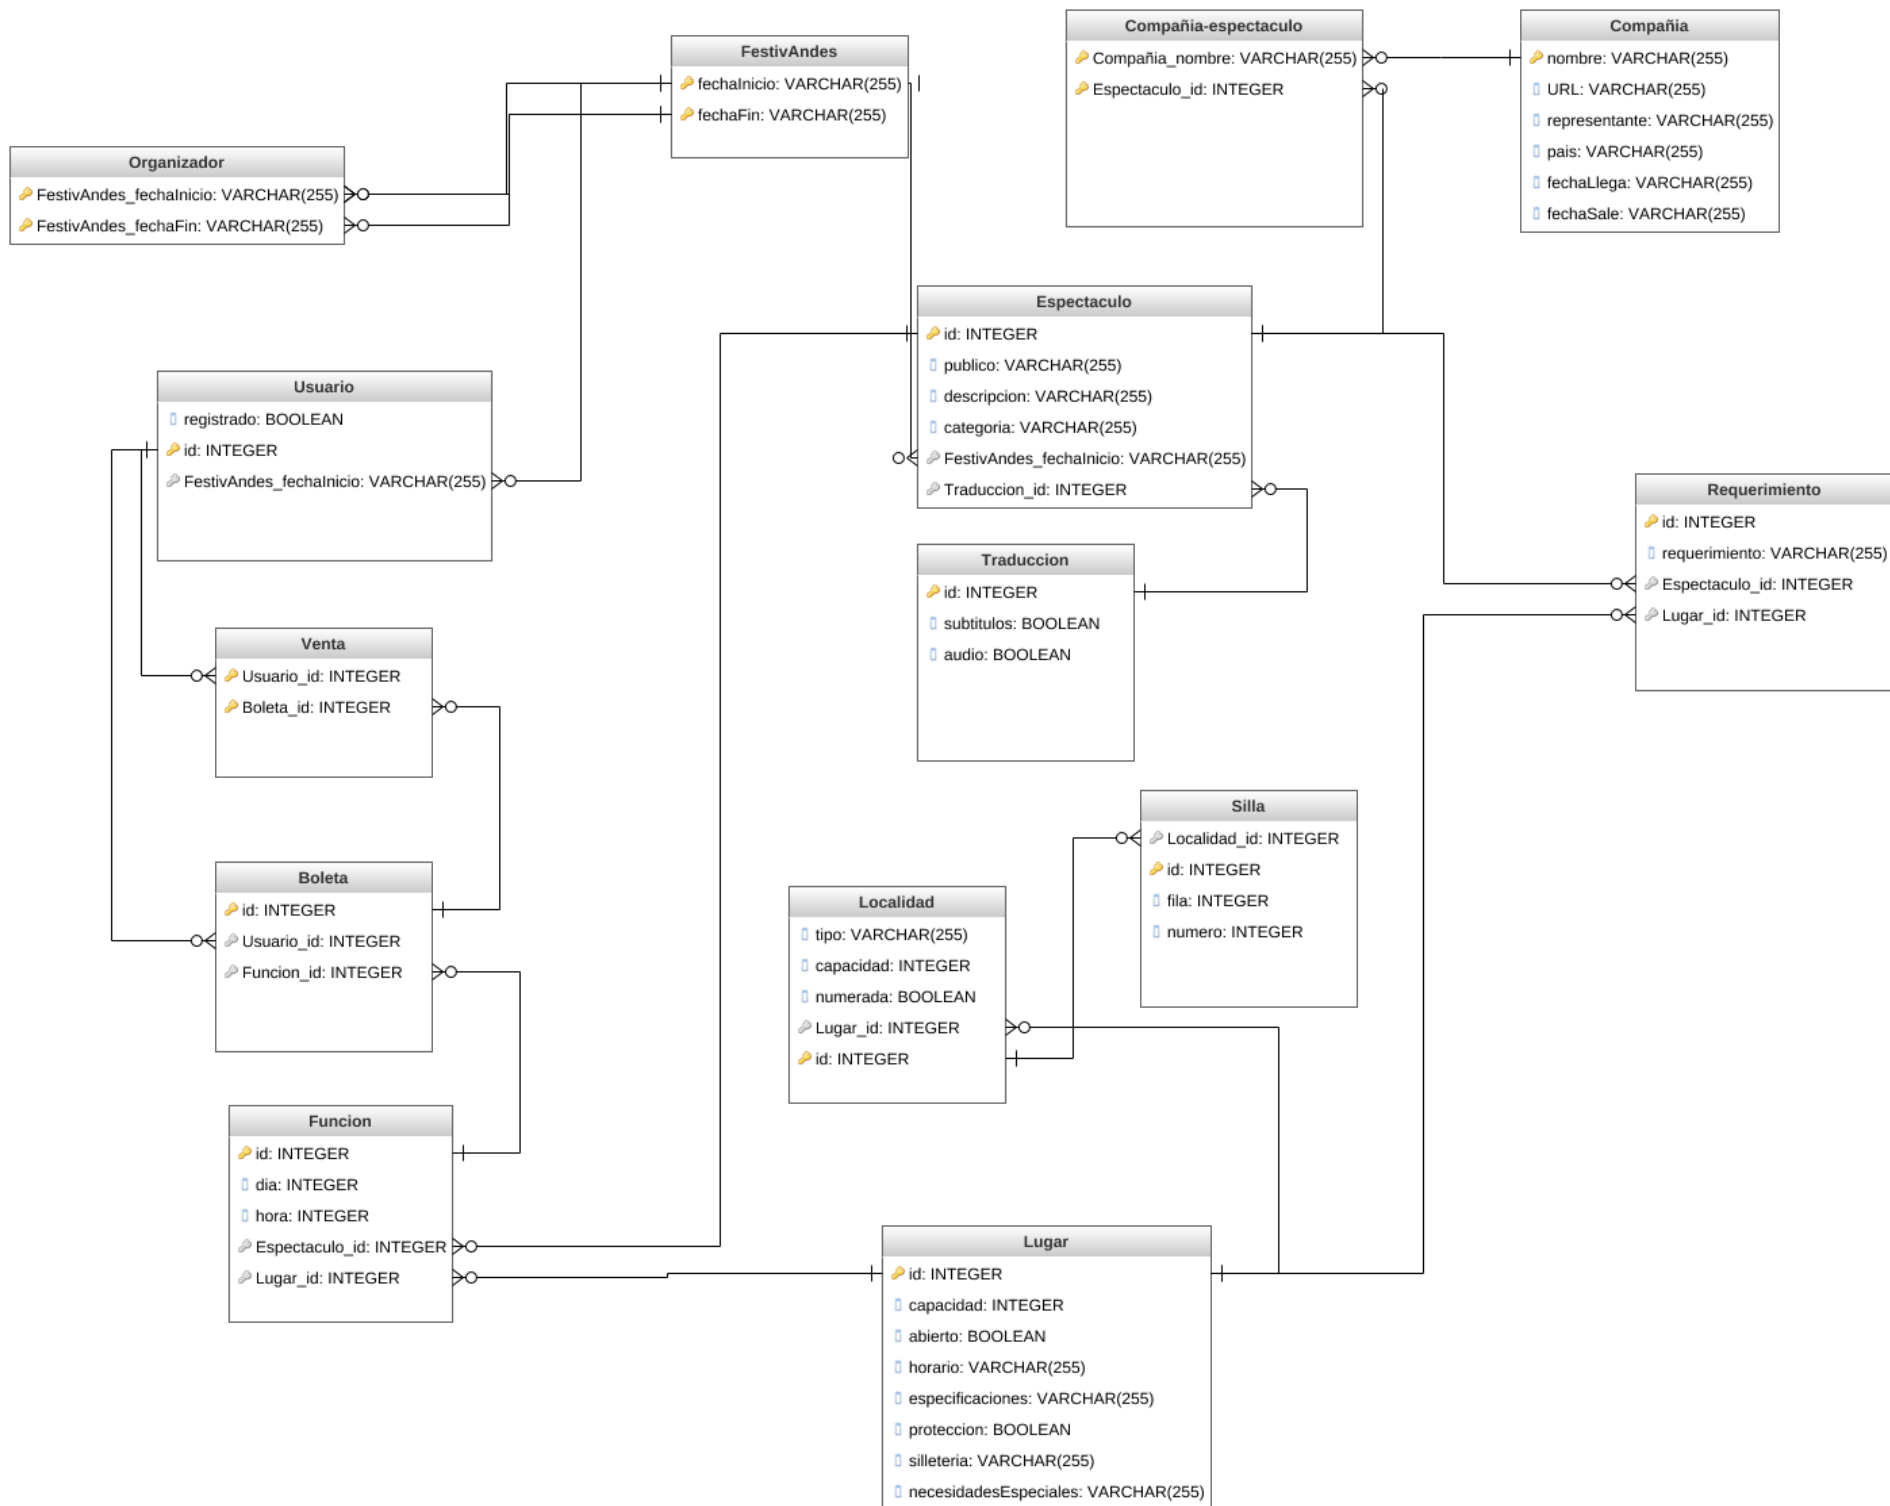 FestivAndes
fechaInicio: VARCHAR(255)
fechaFin: VARCHAR(255)
Compañia-espectaculo
Compañia_nombre: VARCHAR(255)
Espectaculo_id: INTEGER
Compañia
nombre: VARCHAR(255)
URL: VARCHAR(255)
representante: VARCHAR(255)
pais: VARCHAR(255)
fechaLlega: VARCHAR(255)
fechaSale: VARCHAR(255)
Organizador
FestivAndes_fechaInicio: VARCHAR(255)
FestivAndes_fechaFin: VARCHAR(255)
Espectaculo
id: INTEGER
publico: VARCHAR(255)
descripcion: VARCHAR(255)
categoria: VARCHAR(255)
FestivAndes_fechaInicio: VARCHAR(255)
Traduccion_id: INTEGER
Usuario
registrado: BOOLEAN
id: INTEGER
FestivAndes_fechaInicio: VARCHAR(255)
Requerimiento
id: INTEGER
requerimiento: VARCHAR(255)
Espectaculo_id: INTEGER
Lugar_id: INTEGER
Traduccion
id: INTEGER
subtitulos: BOOLEAN
audio: BOOLEAN
Venta
Usuario_id: INTEGER
Boleta_id: INTEGER
Silla
Localidad_id: INTEGER
id: INTEGER
fila: INTEGER
numero: INTEGER
Boleta
id: INTEGER
Usuario_id: INTEGER
Funcion_id: INTEGER
Localidad
tipo: VARCHAR(255)
capacidad: INTEGER
numerada: BOOLEAN
Lugar_id: INTEGER
id: INTEGER
Funcion
id: INTEGER
dia: INTEGER
hora: INTEGER
Espectaculo_id: INTEGER
Lugar_id: INTEGER
Lugar
id: INTEGER
capacidad: INTEGER
abierto: BOOLEAN
horario: VARCHAR(255)
especificaciones: VARCHAR(255)
proteccion: BOOLEAN
silleteria: VARCHAR(255)
necesidadesEspeciales: VARCHAR(255)